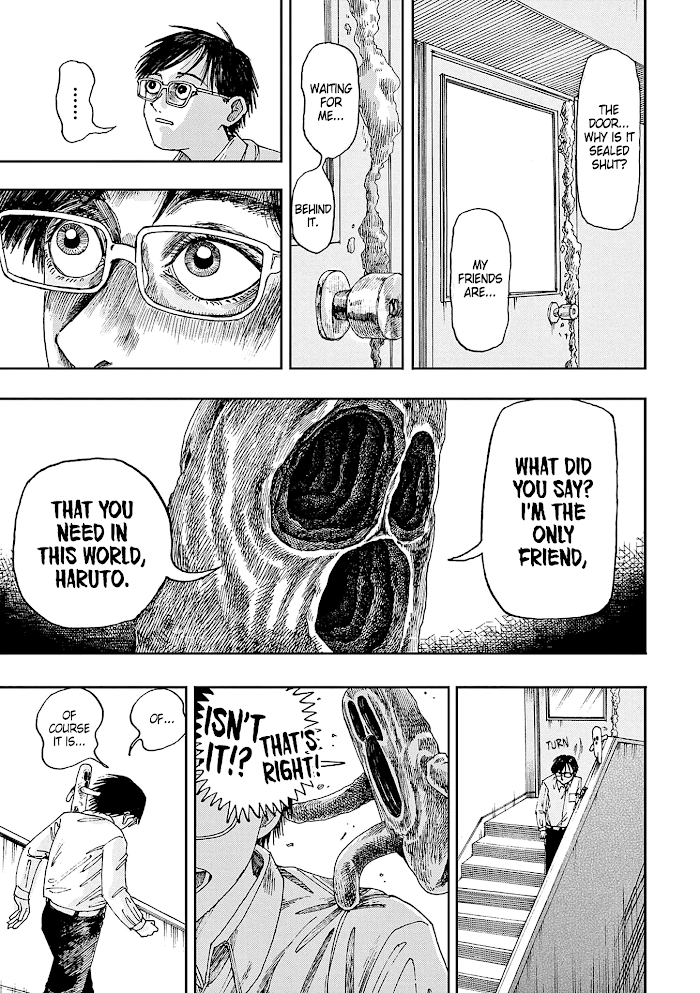 THE
DOOR...
WHY IS IT
SEALED
SHUT?
MY
FRIENDS
ARE...
WAITING
FOR
ME...
BEHIND
IT.
......
WHAT DID
YOU SAY?
I'M THE
ONLY
FRIEND,
THAT YOU
NEED IN
THIS WORLD,
HARUTO.
TURN
THAT'S
RIGHT!
ISN'T
IT!?
OF...
OF
COURSE
IT IS...